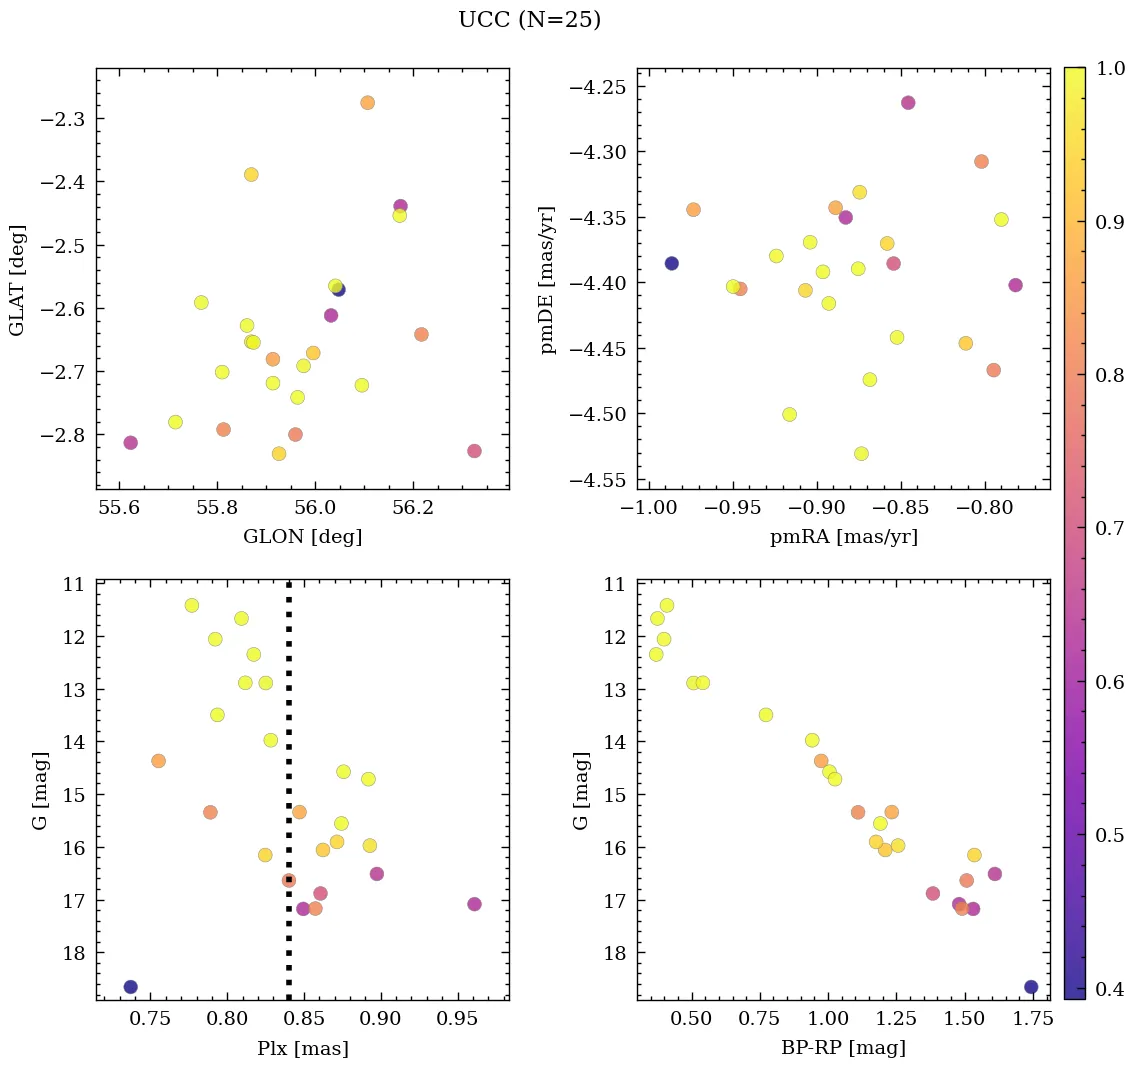 UCC (N=25)
−2.3
−2.4
−2.5
−2.6
−2.7
−2.8
GLAT [deg]
55.6 55.8 56.0 56.2
GLON [deg]
−4.25
−4.30
−4.35
−4.40
−4.45
−4.50
−4.55
pmDE [mas/yr]
−1.00 −0.95 −0.90 −0.85 −0.80
pmRA [mas/yr]
11
12
13
14
15
16
17
18
G [mag]
0.75 0.80 0.85 0.90 0.95
Plx [mas]
11
12
13
14
15
16
17
18
G [mag]
0.50 0.75 1.00 1.25 1.50 1.75
BP-RP [mag]
1.0
0.9
0.8
0.7
0.6
0.5
0.4